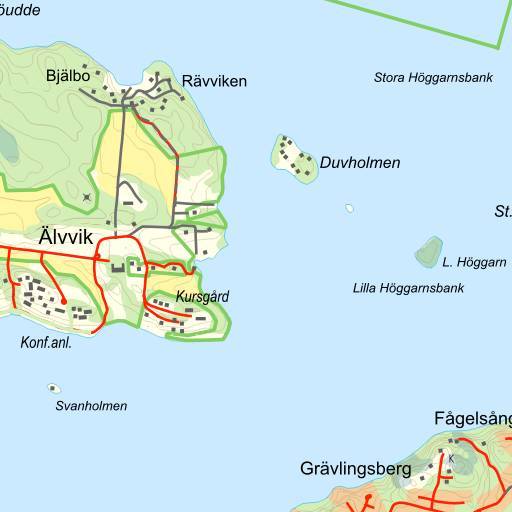 öudde
Bjälbo
Rävviken
Stora Höggarnsbank
Duvholmen
St.
Älvvik
L. Höggarn
Lilla Höggarnsbank
Kursgård
Konf.anl.
Svanholmen
Fågelsång
Grävlingsberg
K